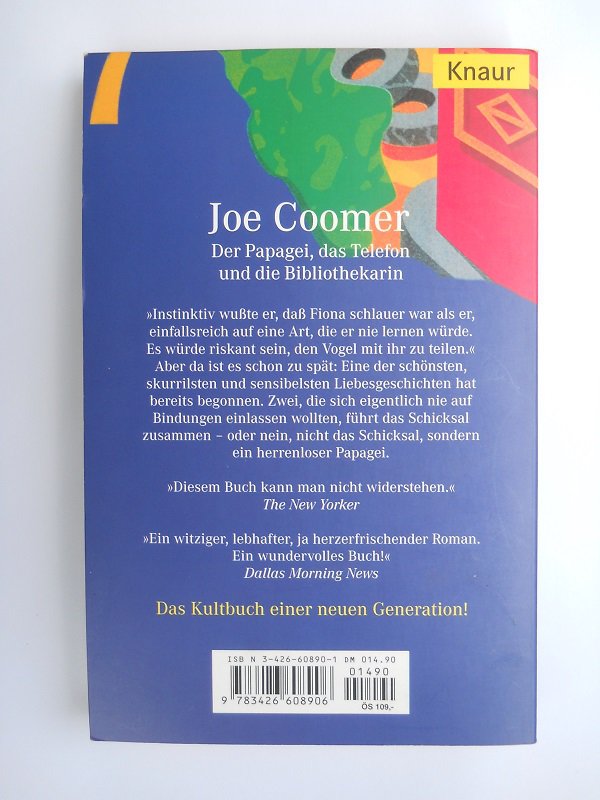 Knaur
Joe Coomer
Der Papagei, das Telefon
und die Bibliothekarin
»Instinktiv wußte er, daß Fiona schlauer war als er,
einfallsreich auf eine Art, die er nie lernen würde.
Es würde riskant sein, den Vogel mit ihr zu teilen.«
Aber da ist es schon zu spät: Eine der schönsten,
skurrilsten und sensibelsten Liebesgeschichten hat
bereits begonnen. Zwei, die sich eigentlich nie auf
Bindungen einlassen wollten, führt das Schicksal
zusammen – oder nein, nicht das Schicksal, sondern
ein herrenloser Papagei.
»Diesem Buch kann man nicht widerstehen.«
The New Yorker
»Ein witziger, lebhafter, ja herzerfrischender Roman.
Ein wundervolles Buch!«
Dallas Morning News
Das Kultbuch einer neuen Generation!
ISB N 3-426-60890-1 DM 014.90
01490
9 783426 608906
ÖS 109,-